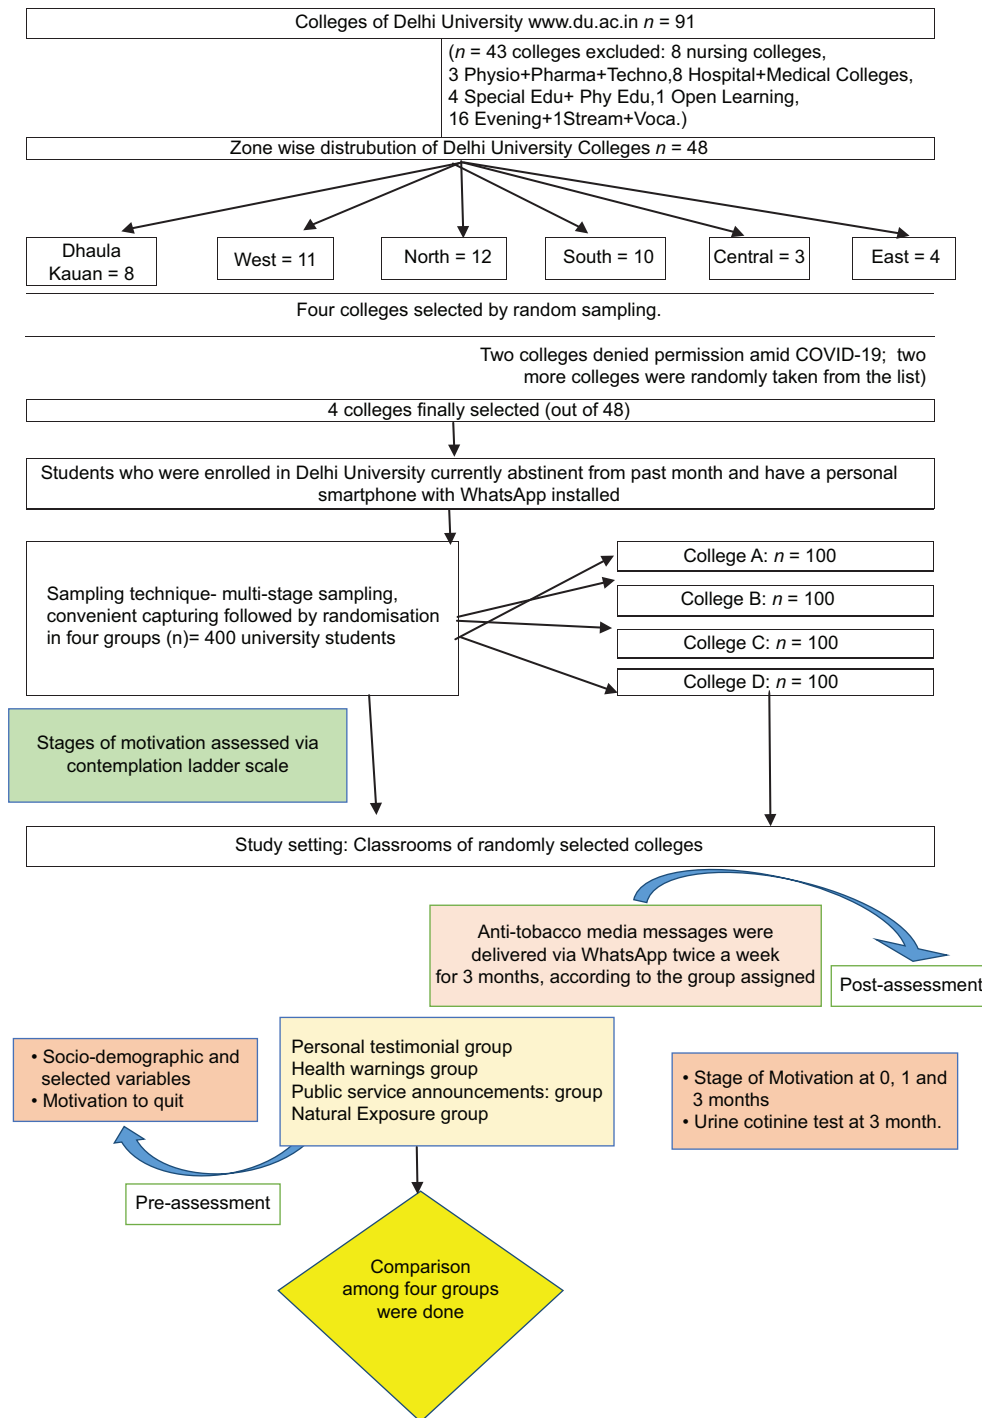 Colleges of Delhi University www.du.ac.in n = 91
(n = 43 colleges excluded: 8 nursing colleges,
3 Physio+Pharma+Techno,8 Hospital+Medical Colleges,
4 Special Edu+ Phy Edu,1 Open Learning,
16 Evening+1Stream+Voca.)
Zone wise distrubution of Delhi University Colleges n = 48
Dhaula
Kauan = 8
West = 11
North = 12
South = 10
Central = 3
East = 4
Four colleges selected by random sampling.
Two colleges denied permission amid COVID-19; two
more colleges were randomly taken from the list)
4 colleges finally selected (out of 48)
Students who were enrolled in Delhi University currently abstinent from past month and have a personal
smartphone with WhatsApp installed
Sampling technique- multi-stage sampling,
convenient capturing followed by randomisation
in four groups (n)= 400 university students
College A: n = 100
College B: n = 100
College C: n = 100
College D: n = 100
Stages of motivation assessed via
contemplation ladder scale
Study setting: Classrooms of randomly selected colleges
Anti-tobacco media messages were
delivered via WhatsApp twice a week
for 3 months, according to the group assigned
Post-assessment
• Socio-demographic and
selected variables
• Motivation to quit
Personal testimonial group
Health warnings group
Public service announcements: group
Natural Exposure group
• Stage of Motivation at 0, 1 and
3 months
• Urine cotinine test at 3 month.
Pre-assessment
Comparison
among four groups
were done